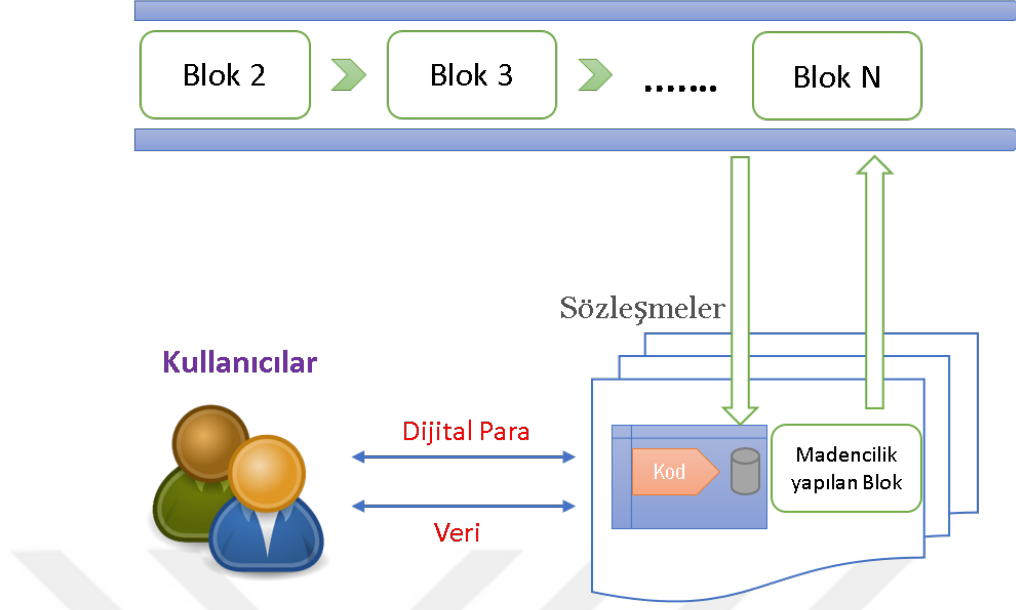 Blok 2
Blok 3
.......
Blok N
Sözleşmeler
Kullanıcılar
Dijital Para
Veri
Kod
Madencilik
yapılan Blok